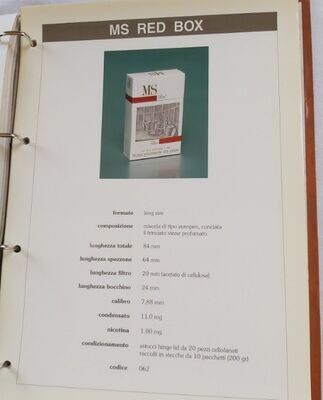 MS RED BOX
MS
filtro
formato king size
composizione miscela di tipo europeo, conciata
il trinciato viene profumato
lunghezza totale 84 mm
lunghezza spezzone 64 mm
lunghezza filtro 20 mm (acetato di cellulosa)
lunghezza bocchino 24 mm
calibro 7,88 mm
condensato 11.0 mg
nicotina 1.00 mg
condizionamento astucci hinge lid da 20 pezzi cellofanati
raccolti in stecche da 10 pacchetti (200 gr)
codice 062